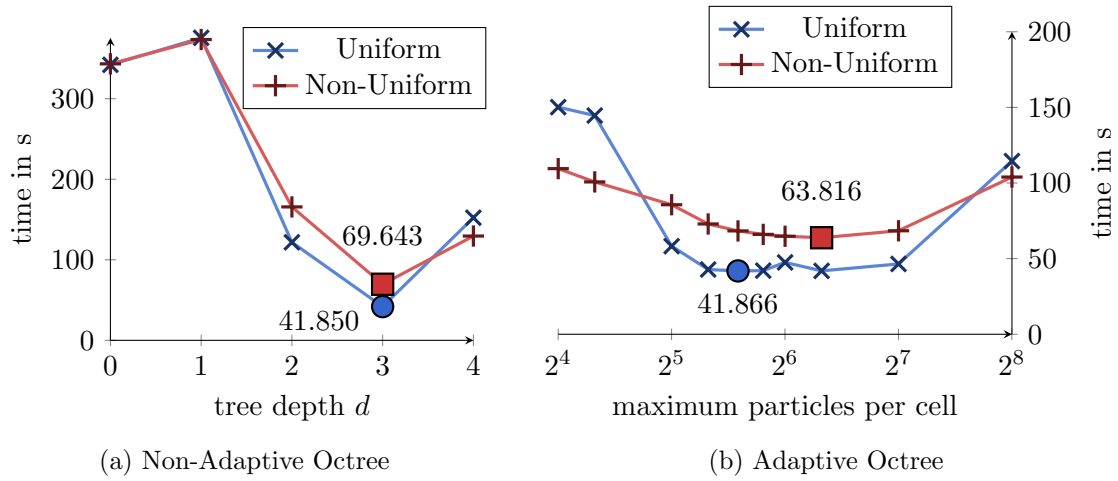 Uniform
Non-Uniform
300
200
100
0
time in s
69.643
41.850
0 1 2 3 4
tree depth d
(a) Non-Adaptive Octree
Uniform
Non-Uniform
200
150
100
50
0
time in s
63.816
41.866
2^4 2^5 2^6 2^7 2^8
maximum particles per cell
(b) Adaptive Octree